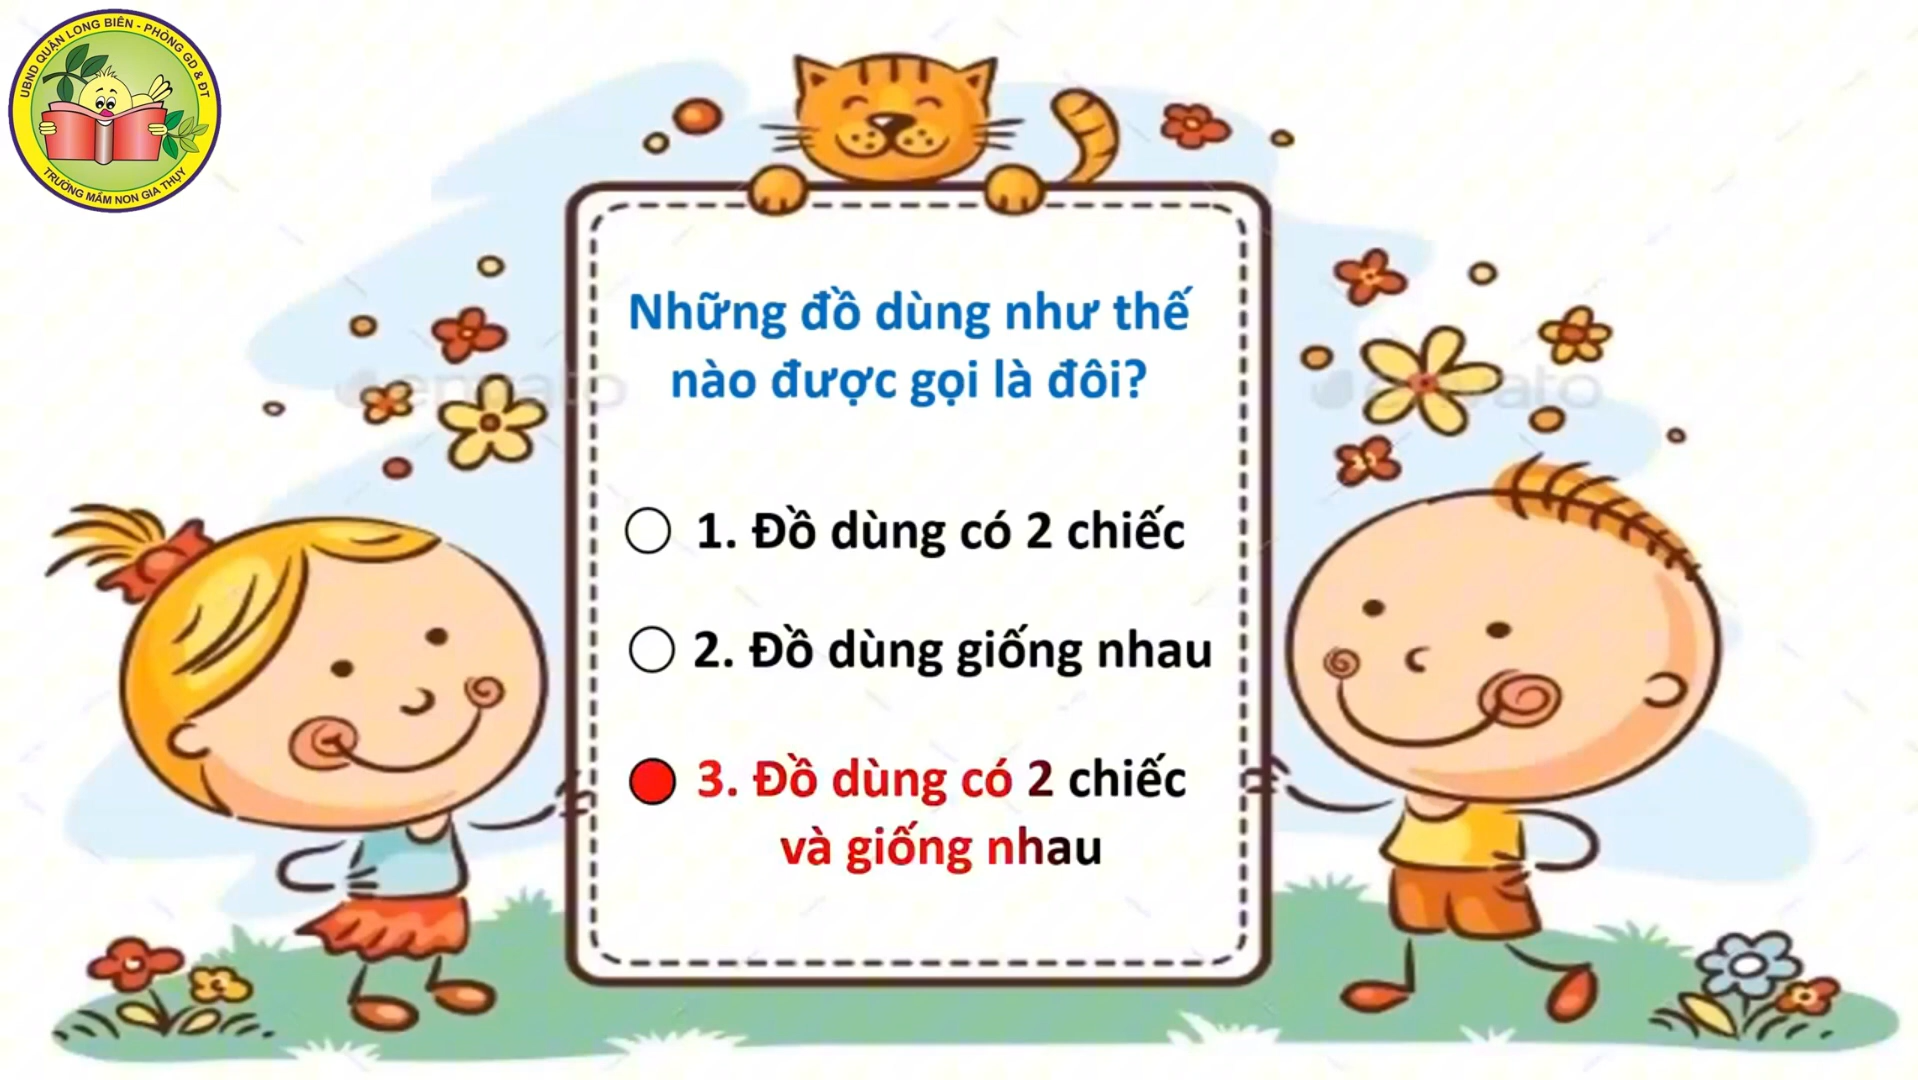 UBND QUẬN LONG BIÊN - PHÒNG GD & ĐT
TRƯỜNG MẦM NON GIA THỤY
Những đồ dùng như thế
nào được gọi là đôi?
1. Đồ dùng có 2 chiếc
2. Đồ dùng giống nhau
3. Đồ dùng có 2 chiếc
và giống nhau
envato
envato